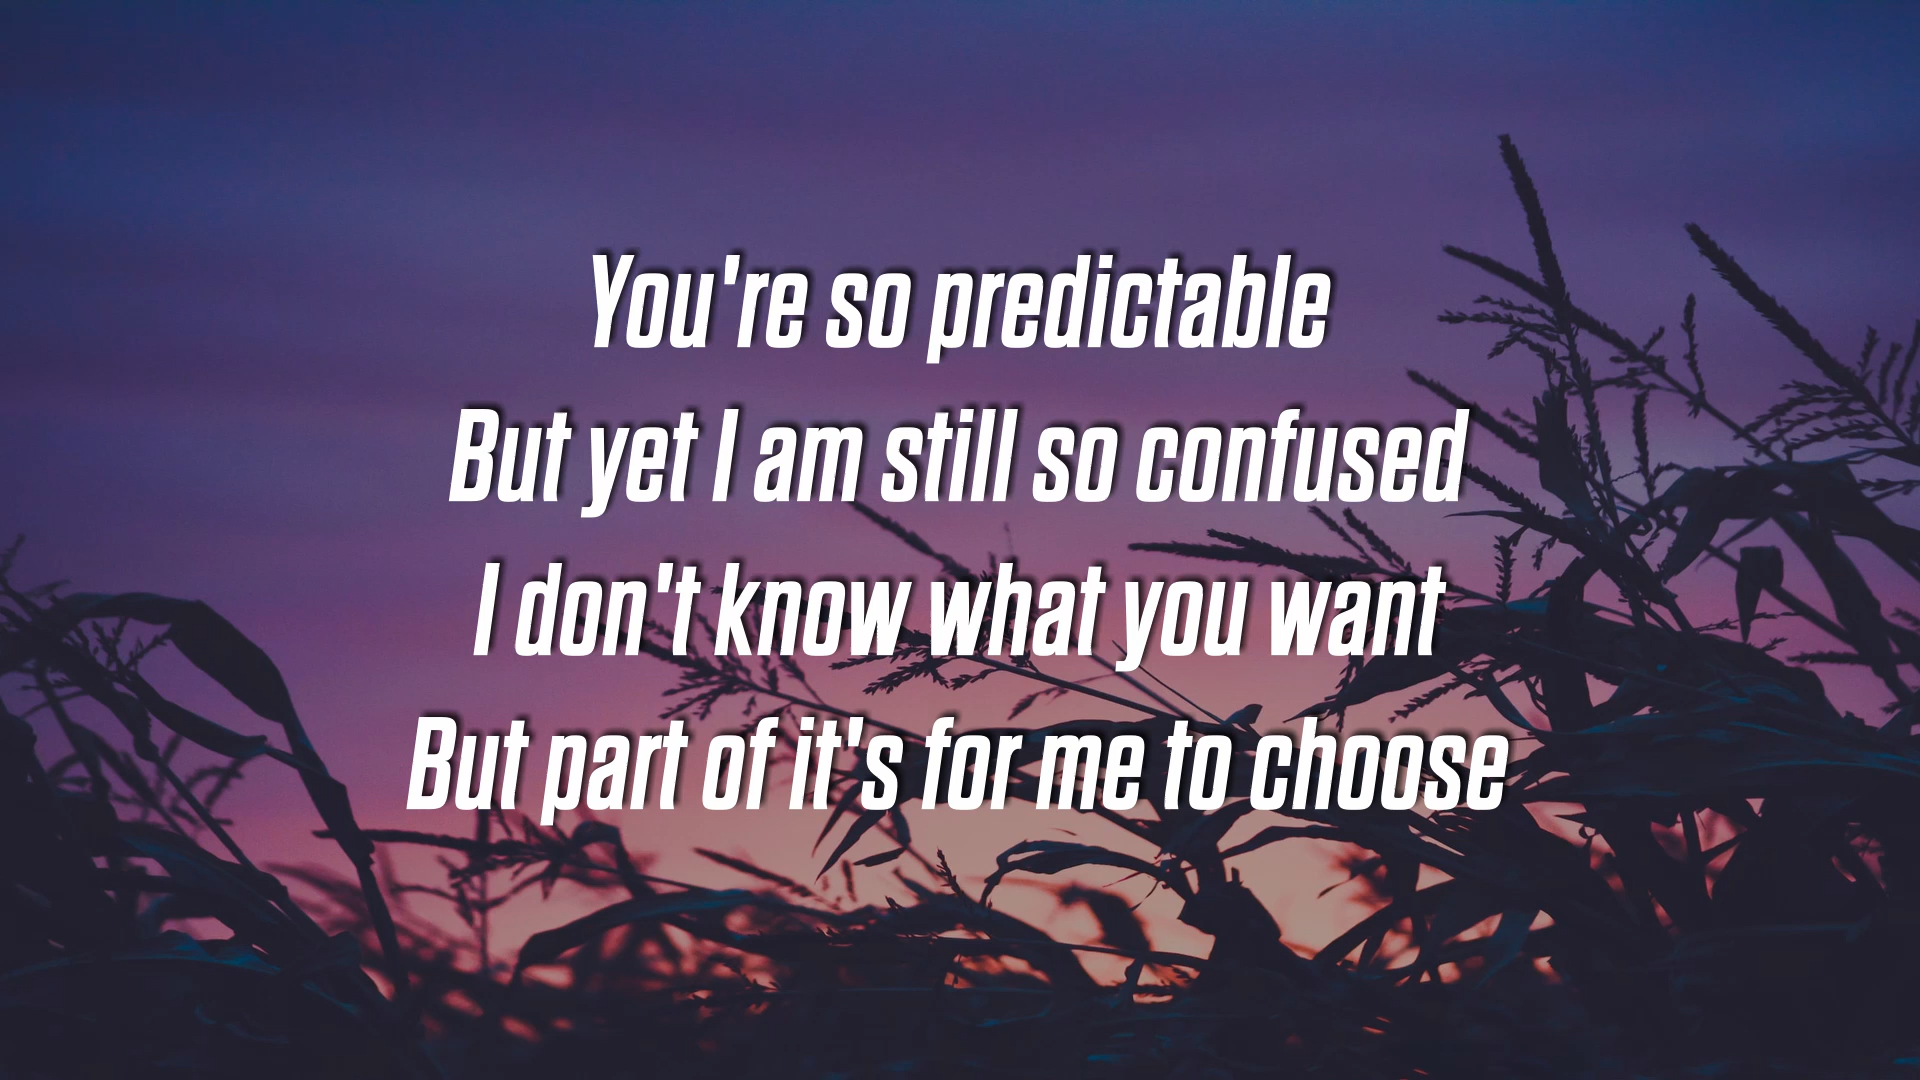 You're so predictable
But yet I am still so confused
I don't know what you want
But part of it's for me to choose